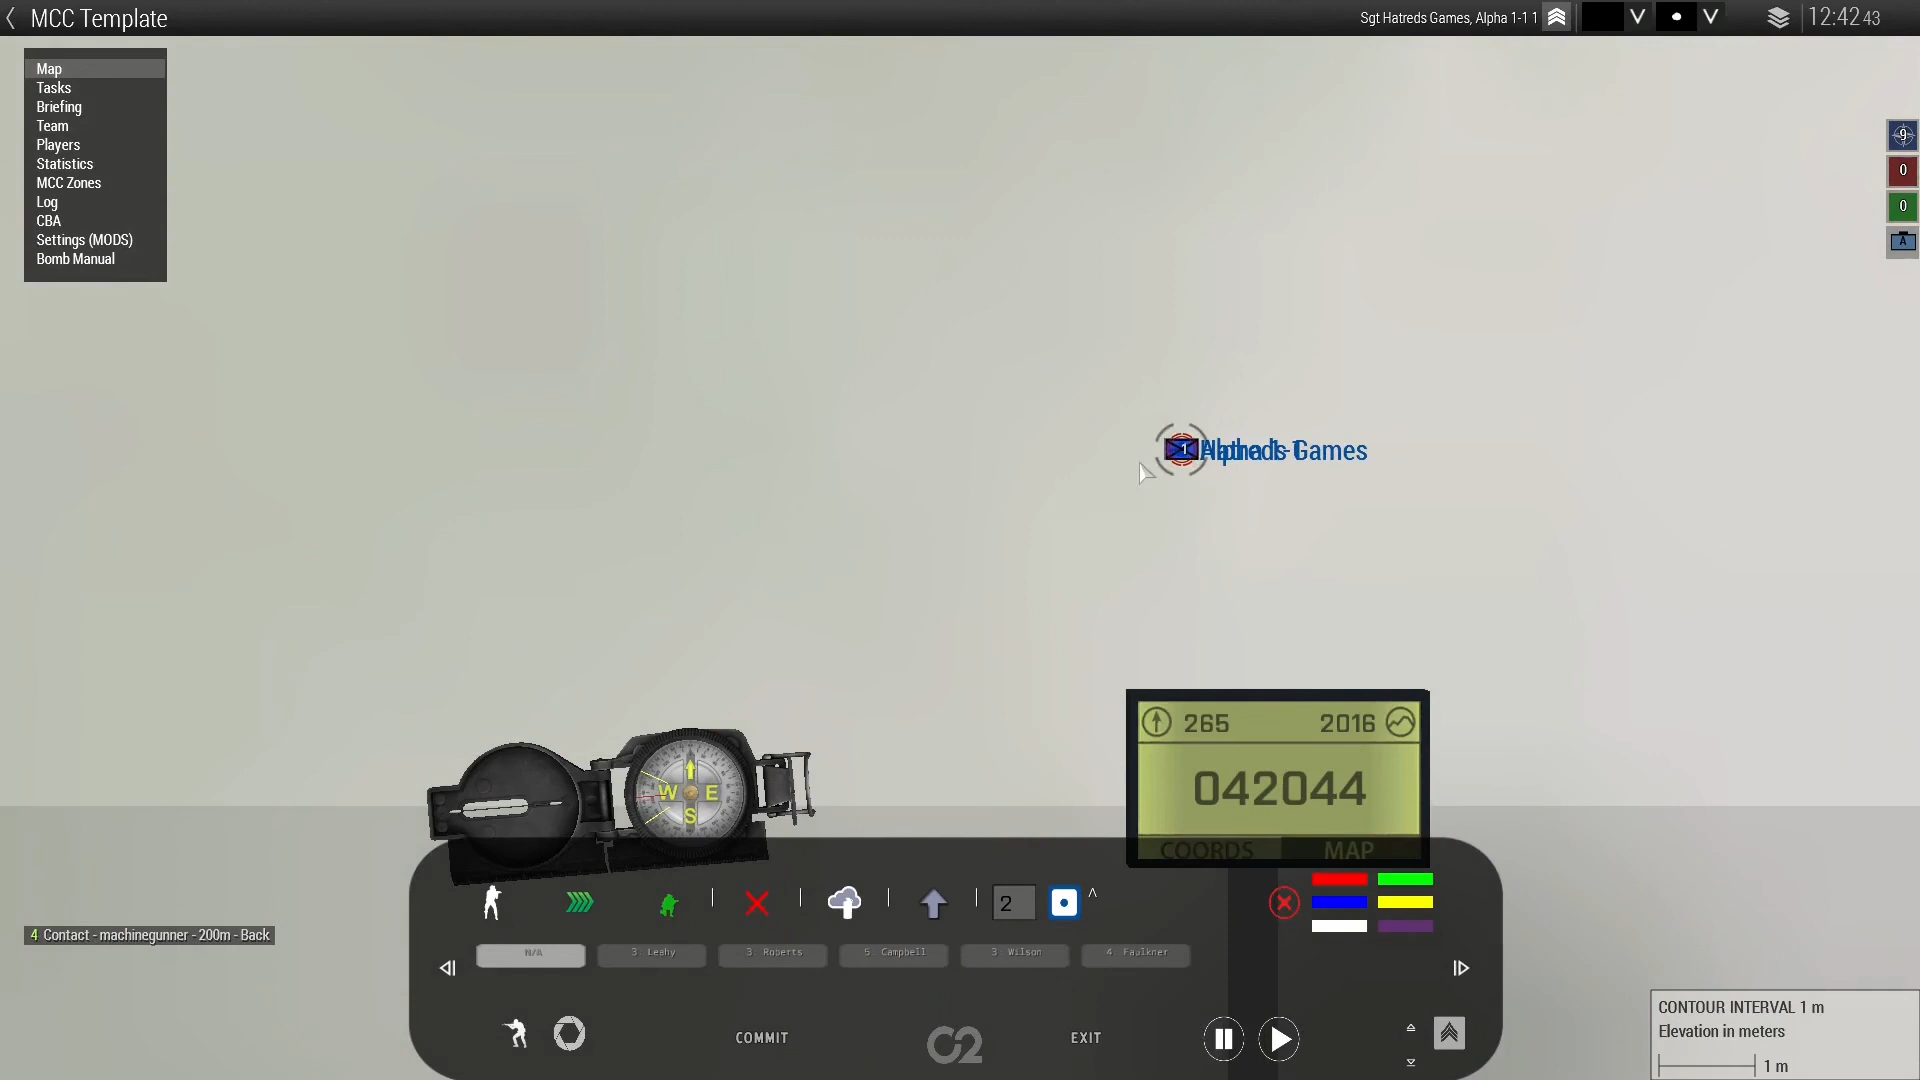 MCC Template
Sgt Hatreds Games, Alpha 1-1 1
12:42 43
Map
Tasks
Briefing
Team
Players
Statistics
MCC Zones
Log
CBA
Settings (MODS)
Bomb Manual
9
0
0
A
1
Games
265
2016
042044
COORDS
MAP
W
E
S
2
4 Contact - machinegunner - 200m - Back
N/A
3. Leahy
3. Roberts
5. Campbell
3. Wilson
4. Faulkner
COMMIT
C2
EXIT
CONTOUR INTERVAL 1 m
Elevation in meters
1 m